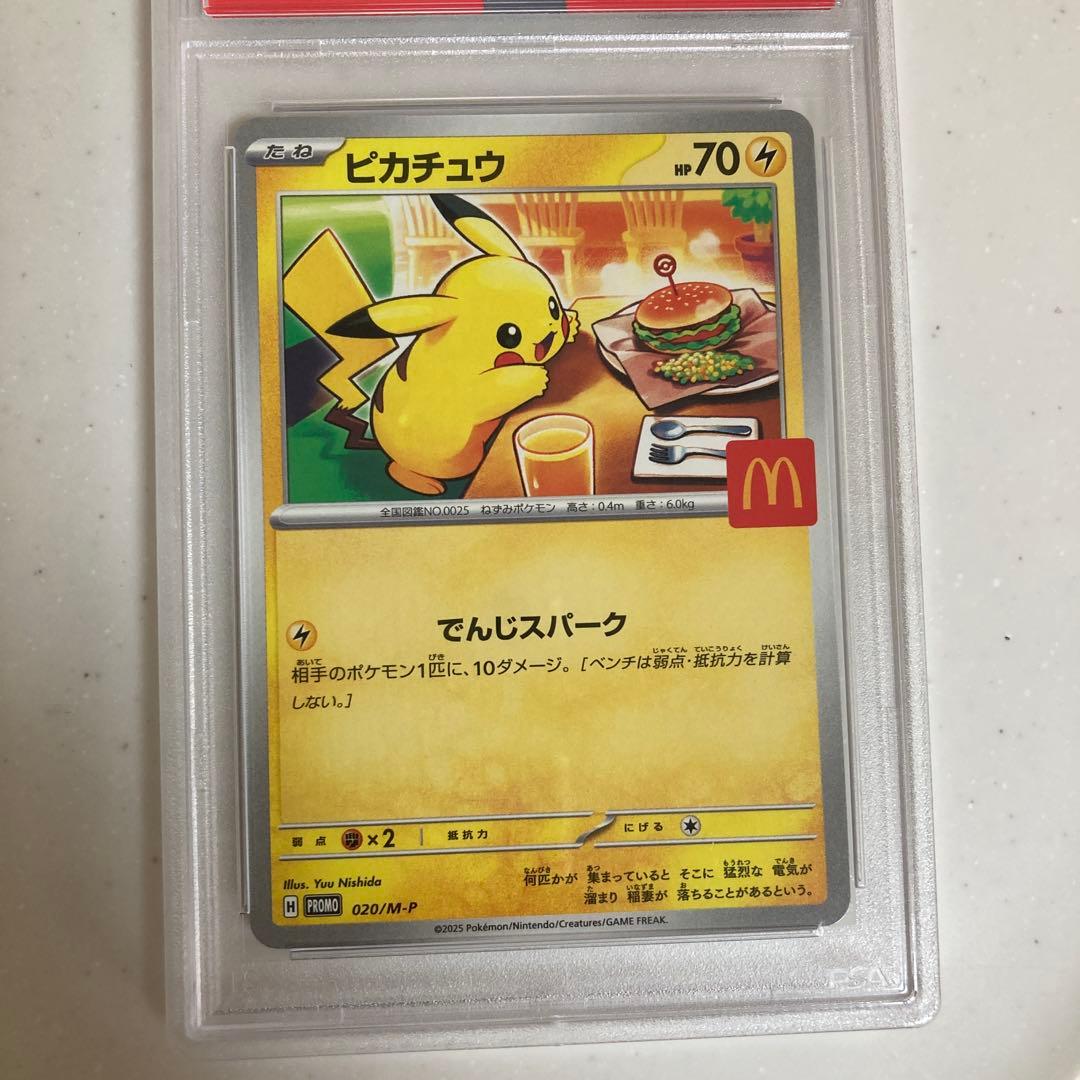 たね
ピカチュウ
HP70
全国図鑑NO.0025 ねずみポケモン 高さ:0.4m 重さ:6.0kg
M
でんじスパーク
相手のポケモン1匹に、10ダメージ。[ベンチは弱点・抵抗力を計算
しない。]
弱点 ×2 抵抗力 にげる
何匹かが 集まっていると そこに 猛烈な 電気が
溜まり 稲妻が 落ちることがあるという。
Illus. Yuu Nishida
H PROMO 020/M-P
©2025 Pokémon/Nintendo/Creatures/GAME FREAK.
PSA